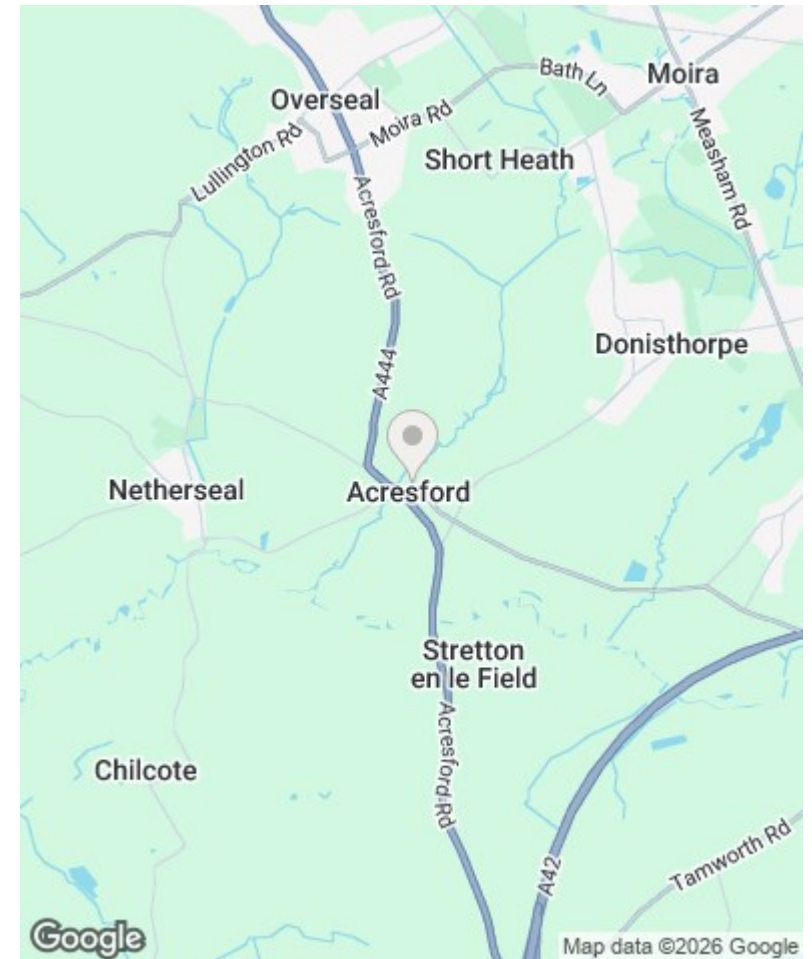 Bath Ln
Moira
Overseal
Moira Rd
Measham Rd
Lullington Rd
Short Heath
Acresford Rd
Donisthorpe
A444
Netherseal
Acresford
Stretton
en le Field
Acresford Rd
Chilcote
Tamworth Rd
A42
Google
Map data ©2026 Google